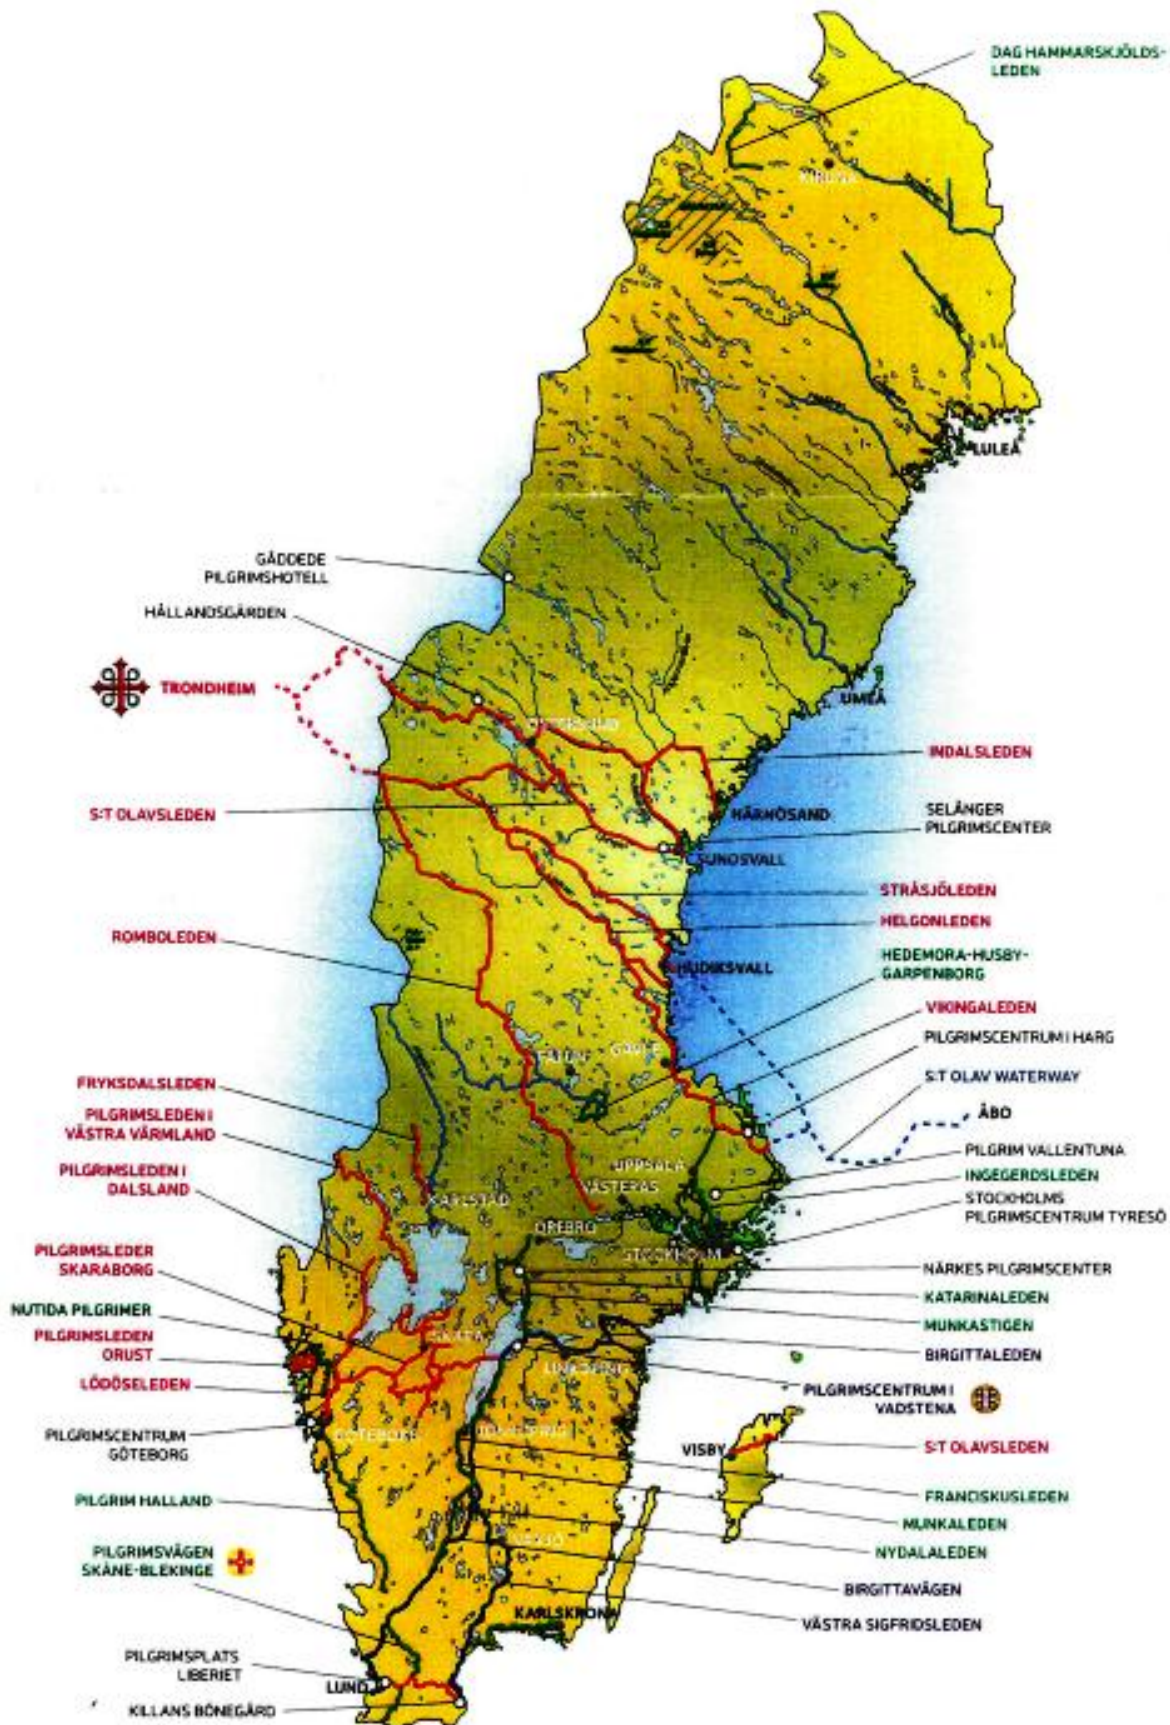 DAG HAMMARSKJÖLDS-
LEDEN
KIRUNA
LULEÅ
GÄDDEDE
PILGRIMSHOTELL
HÅLLANDSGÅRDEN
TRONDHEIM
UMEÅ
ÖSTERSUND
INDALSLEDEN
S:T OLAVSLEDEN
HÄRNÖSAND
SELÅNGER
PILGRIMSCENTER
SUNDSVALL
STRÅSJÖLEDEN
HELGONLEDEN
ROMBOLEDEN
HEDEMORA-HUSBY-
GARPENBORG
HUDIKSVALL
VIKINGALEDEN
PILGRIMSCENTRUM I HARG
FALUN
GÄVLE
S:T OLAV WATERWAY
FRYKSDALSLEDEN
ÅBO
PILGRIMSLEDEN I
VÄSTRA VÄRMLAND
PILGRIM VALLENTUNA
UPPSALA
INGEGERDSLEDEN
PILGRIMSLEDEN I
DALSLAND
VÄSTERÅS
KARLSTAD
STOCKHOLMS
PILGRIMSCENTRUM TYRESÖ
ÖREBRO
STOCKHOLM
PILGRIMSLEDER
SKARABORG
NÄRKES PILGRIMSCENTER
KATARINALEDEN
NUTIDA PILGRIMER
MUNKASTIGEN
PILGRIMSLEDEN
ORUST
SKARA
BIRGITTALEDEN
LINKÖPING
LÖDÖSELEDEN
PILGRIMSCENTRUM I
VADSTENA
PILGRIMSCENTRUM
GÖTEBORG
GÖTEBORG
JÖNKÖPING
VISBY
S:T OLAVSLEDEN
PILGRIM HALLAND
FRANCISKUSLEDEN
MUNKALEDEN
VÄXJÖ
NYDALALEDEN
PILGRIMSVÄGEN
SKÅNE-BLEKINGE
BIRGITTAVÄGEN
KARLSKRONA
VÄSTRA SIGFRIDSLEDEN
PILGRIMSPLATS
LIBERIET
LUND
KILLANS BÖNEGÅRD